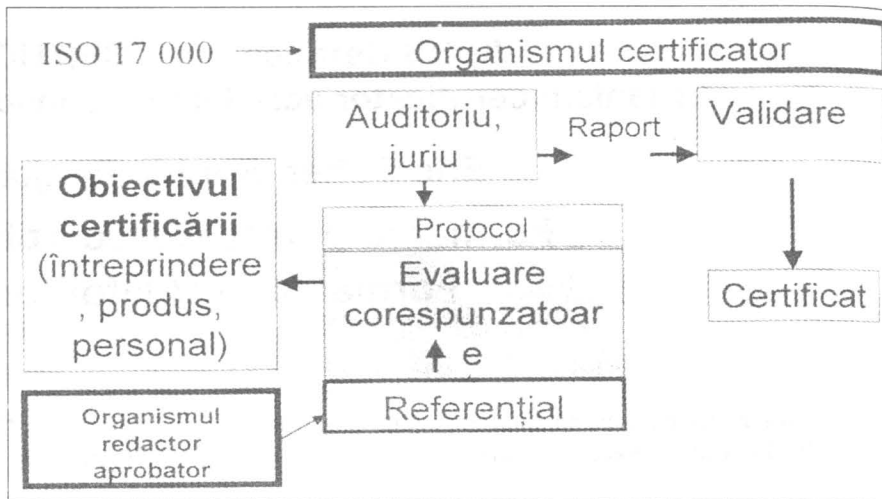 ISO 17 000
Organismul certificator
Auditoriu,
juriu
Raport
Validare
Obiectivul
certificării
(întreprindere
, produs,
personal)
Protocol
Evaluare
corespunzatoar
e
Certificat
Referențial
Organismul
redactor
aprobator